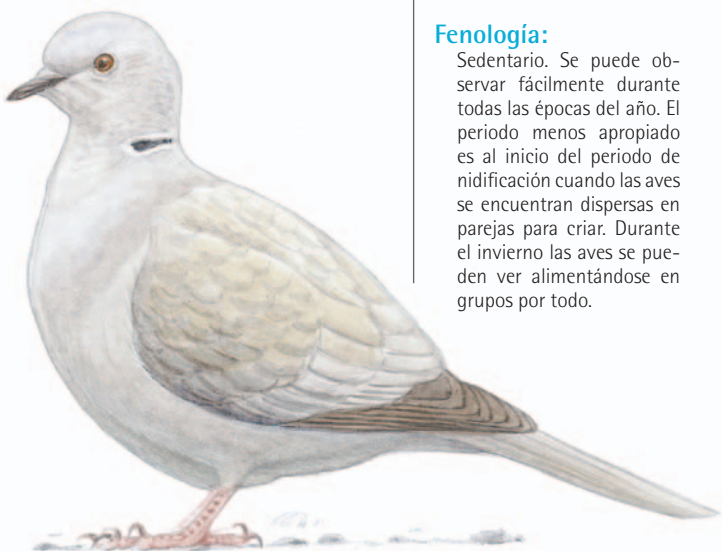 Fenología:
Sedentario. Se puede ob-
servar fácilmente durante
todas las épocas del año. El
periodo menos apropiado
es al inicio del periodo de
nidificación cuando las aves
se encuentran dispersas en
parejas para criar. Durante
el invierno las aves se pue-
den ver alimentándose en
grupos por todo.